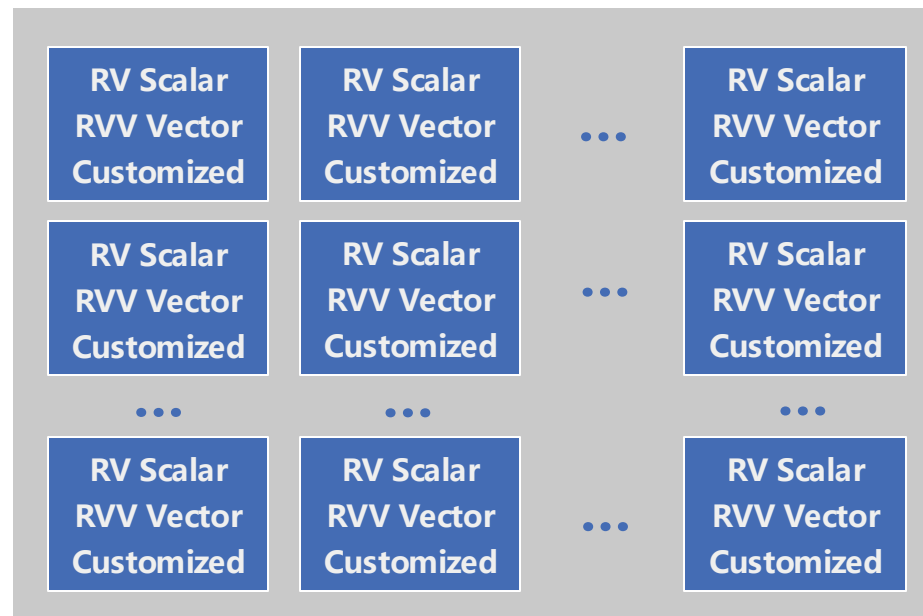 RV Scalar
RVV Vector
Customized
RV Scalar
RVV Vector
Customized
...
RV Scalar
RVV Vector
Customized
RV Scalar
RVV Vector
Customized
RV Scalar
RVV Vector
Customized
...
RV Scalar
RVV Vector
Customized
...
...
...
RV Scalar
RVV Vector
Customized
RV Scalar
RVV Vector
Customized
...
RV Scalar
RVV Vector
Customized